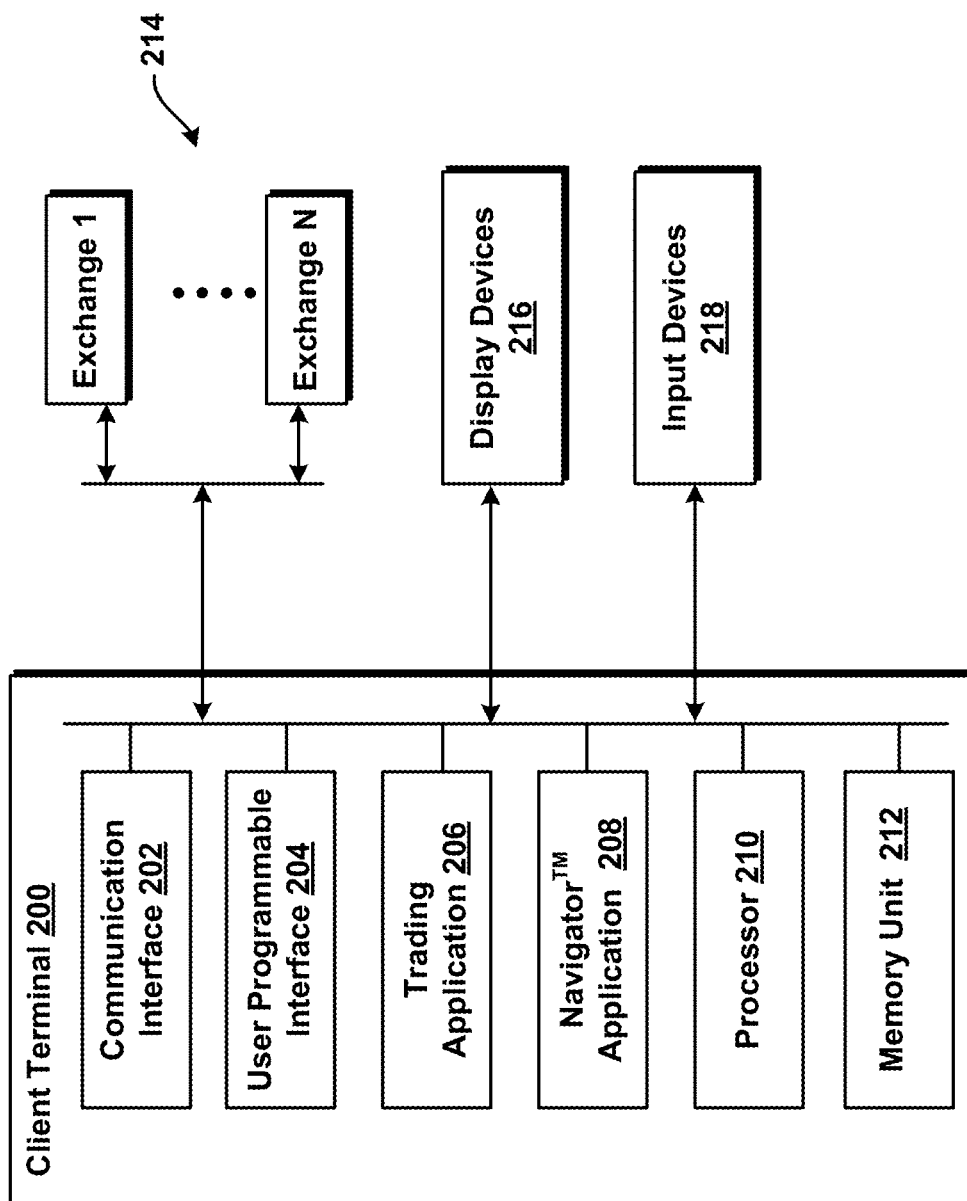 Client Terminal 200
Communication
Interface 202
User Programmable
Interface 204
Trading
Application 206
Navigator™
Application 208
Processor 210
Memory Unit 212
214
Exchange 1
Exchange N
Display Devices
216
Input Devices
218